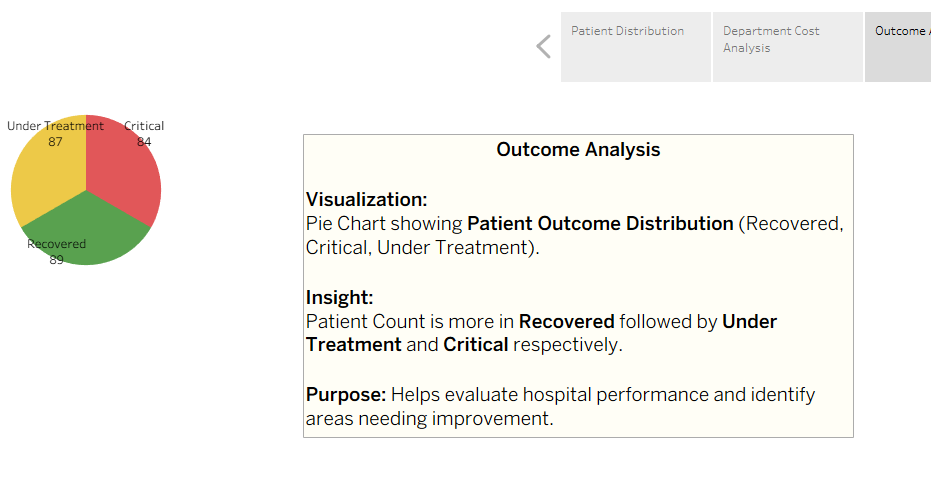 Patient Distribution
Department Cost
Analysis
Outcome A
Under Treatment
87
Critical
84
Recovered
89
Outcome Analysis
Visualization:
Pie Chart showing Patient Outcome Distribution (Recovered,
Critical, Under Treatment).
Insight:
Patient Count is more in Recovered followed by Under
Treatment and Critical respectively.
Purpose: Helps evaluate hospital performance and identify
areas needing improvement.